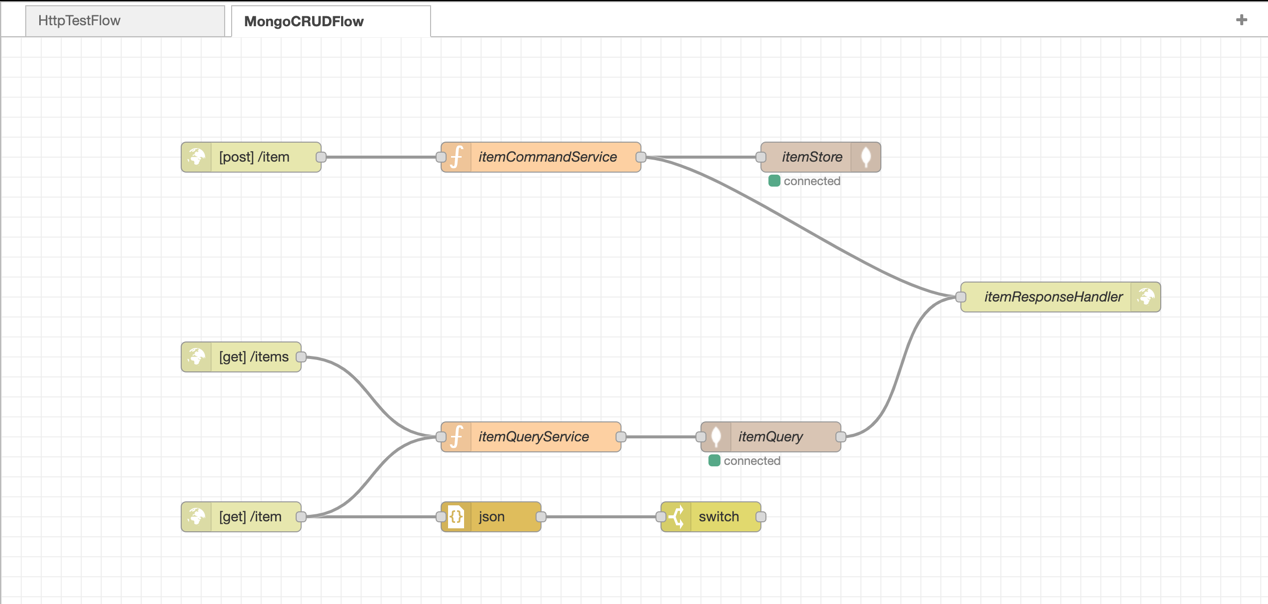 HttpTestFlow
MongoCRUDFlow
[post] /item
itemCommandService
itemStore
connected
itemResponseHandler
[get] /items
itemQueryService
itemQuery
connected
[get] /item
json
switch